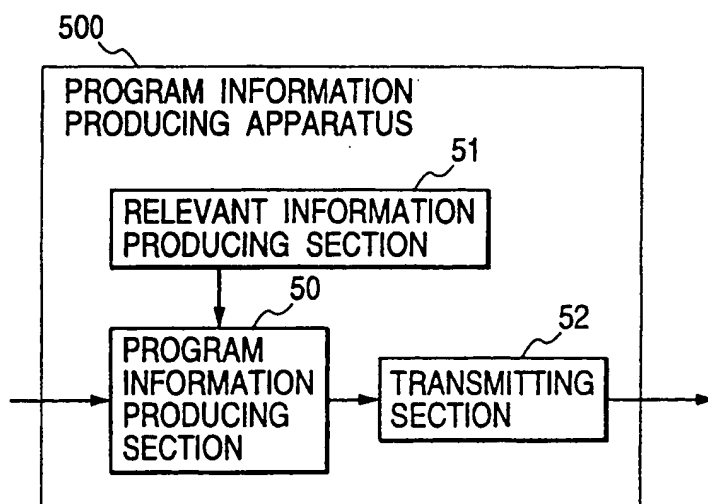 500
PROGRAM INFORMATION
PRODUCING APPARATUS
51
RELEVANT INFORMATION
PRODUCING SECTION
50
PROGRAM
INFORMATION
PRODUCING
SECTION
52
TRANSMITTING
SECTION